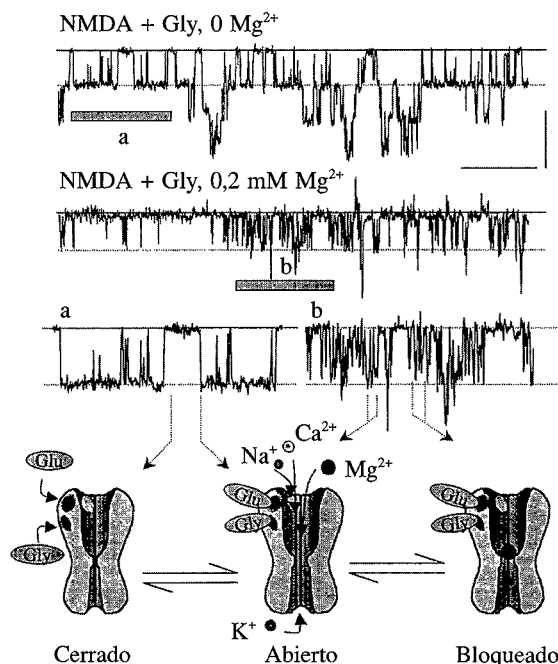 NMDA + Gly, 0 Mg²⁺
a
NMDA + Gly, 0,2 mM Mg²⁺
b
a
b
Ca²⁺
Na⁺
Mg²⁺
Glu
Glu
Glu
Gly
Gly
Gly
K⁺
Cerrado
Abierto
Bloqueado